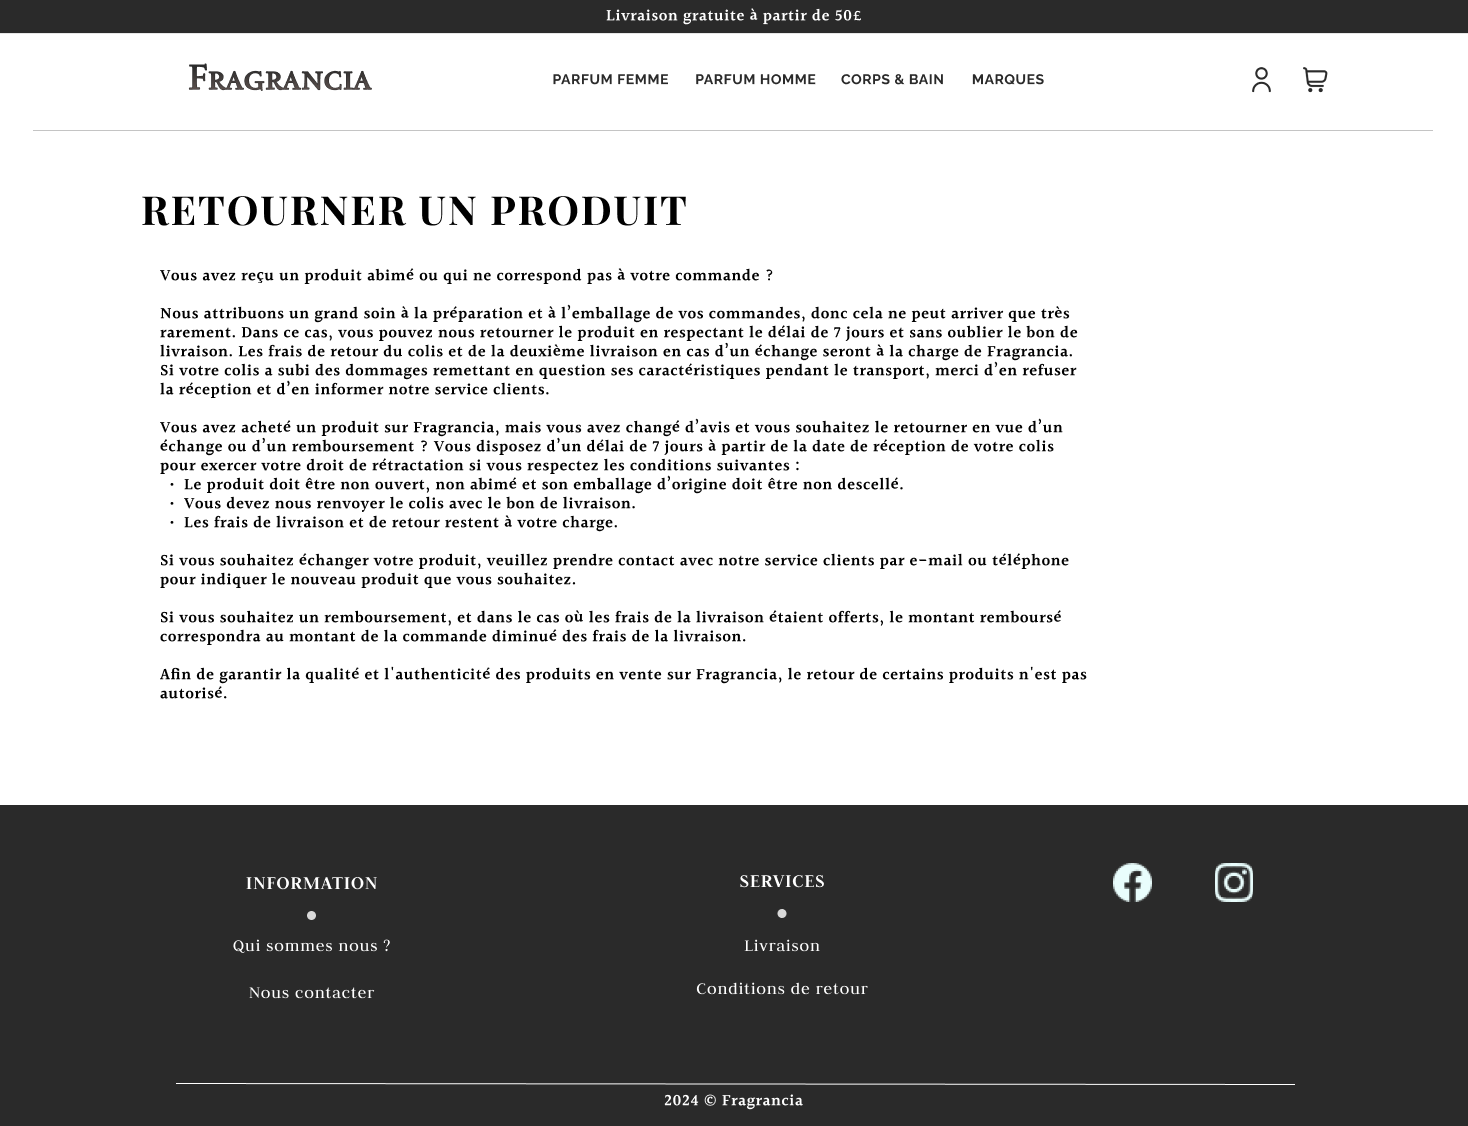 Livraison gratuite à partir de 50£
FRAGRANCIA
PARFUM FEMME PARFUM HOMME CORPS & BAIN MARQUES
RETOURNER UN PRODUIT
Vous avez reçu un produit abimé ou qui ne correspond pas à votre commande ?
Nous attribuons un grand soin à la préparation et à l’emballage de vos commandes, donc cela ne peut arriver que très
rarement. Dans ce cas, vous pouvez nous retourner le produit en respectant le délai de 7 jours et sans oublier le bon de
livraison. Les frais de retour du colis et de la deuxième livraison en cas d’un échange seront à la charge de Fragrancia.
Si votre colis a subi des dommages remettant en question ses caractéristiques pendant le transport, merci d’en refuser
la réception et d’en informer notre service clients.
Vous avez acheté un produit sur Fragrancia, mais vous avez changé d’avis et vous souhaitez le retourner en vue d’un
échange ou d’un remboursement ? Vous disposez d’un délai de 7 jours à partir de la date de réception de votre colis
pour exercer votre droit de rétractation si vous respectez les conditions suivantes :
• Le produit doit être non ouvert, non abimé et son emballage d’origine doit être non descellé.
• Vous devez nous renvoyer le colis avec le bon de livraison.
• Les frais de livraison et de retour restent à votre charge.
Si vous souhaitez échanger votre produit, veuillez prendre contact avec notre service clients par e-mail ou téléphone
pour indiquer le nouveau produit que vous souhaitez.
Si vous souhaitez un remboursement, et dans le cas où les frais de la livraison étaient offerts, le montant remboursé
correspondra au montant de la commande diminué des frais de la livraison.
Afin de garantir la qualité et l'authenticité des produits en vente sur Fragrancia, le retour de certains produits n'est pas
autorisé.
INFORMATION
Qui sommes nous ?
Nous contacter
SERVICES
Livraison
Conditions de retour
2024 © Fragrancia